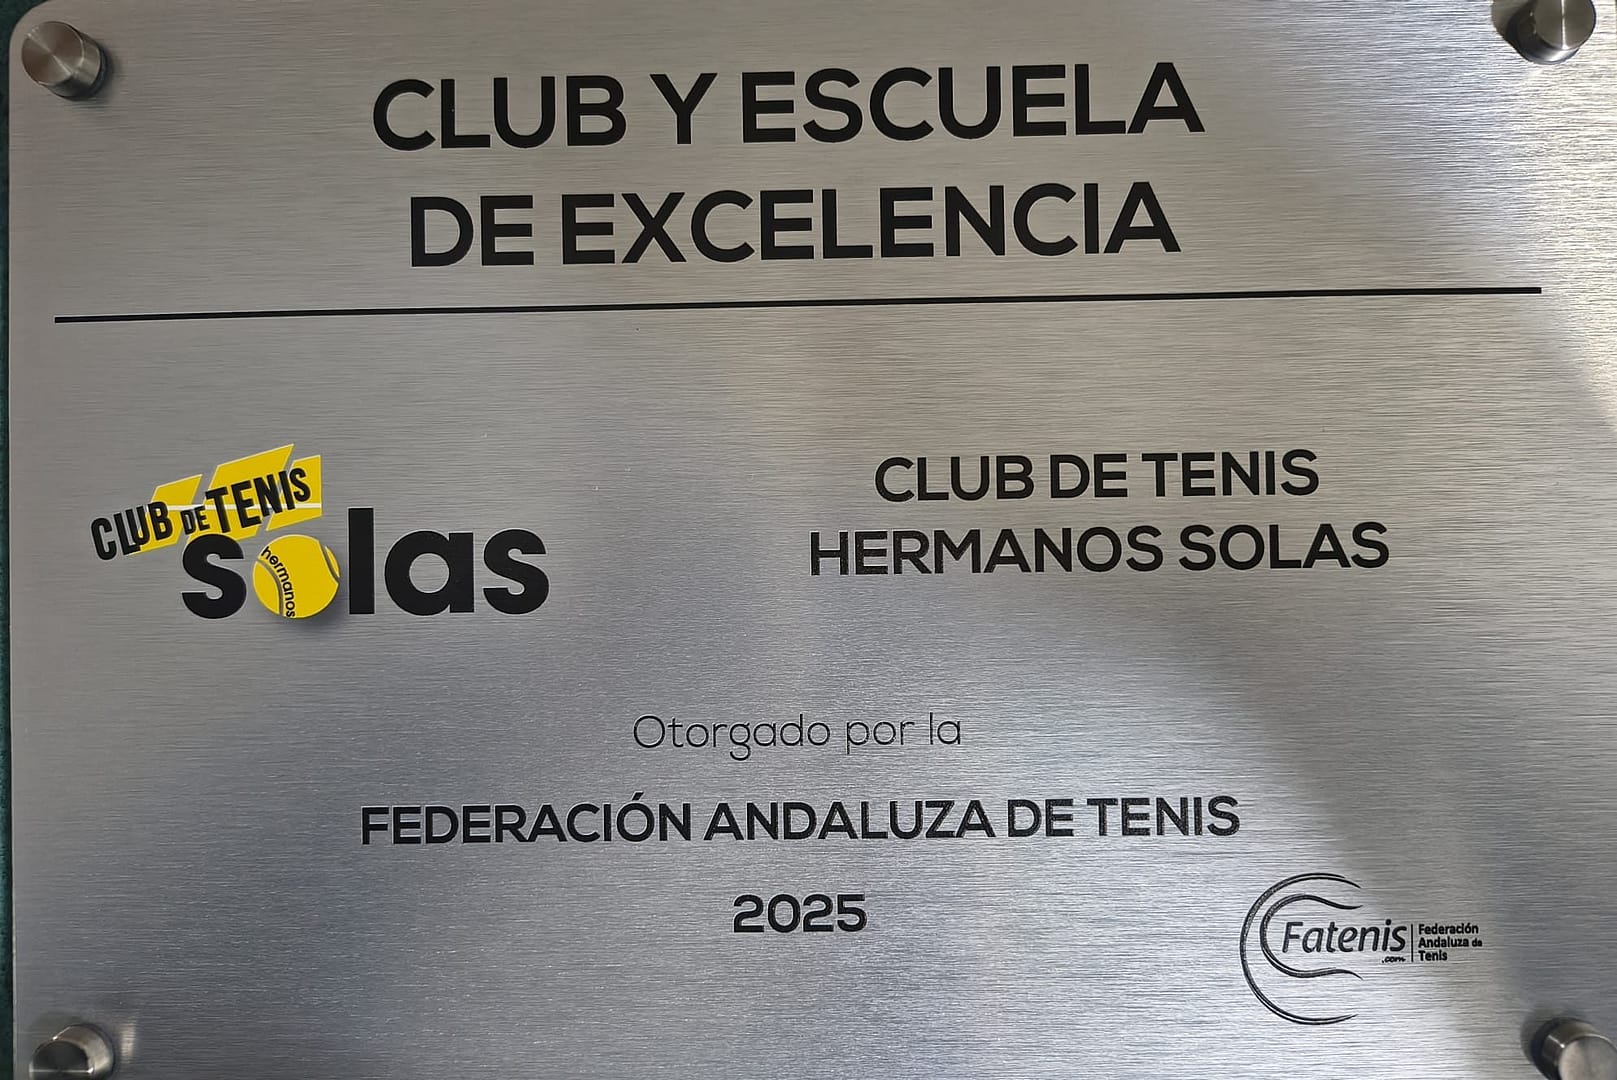 CLUB Y ESCUELA
DE EXCELENCIA
CLUB DE TENIS
solas
hermanos
CLUB DE TENIS
HERMANOS SOLAS
Otorgado por la
FEDERACIÓN ANDALUZA DE TENIS
2025
Fatenis
.com
Federación
Andaluza de
Tenis